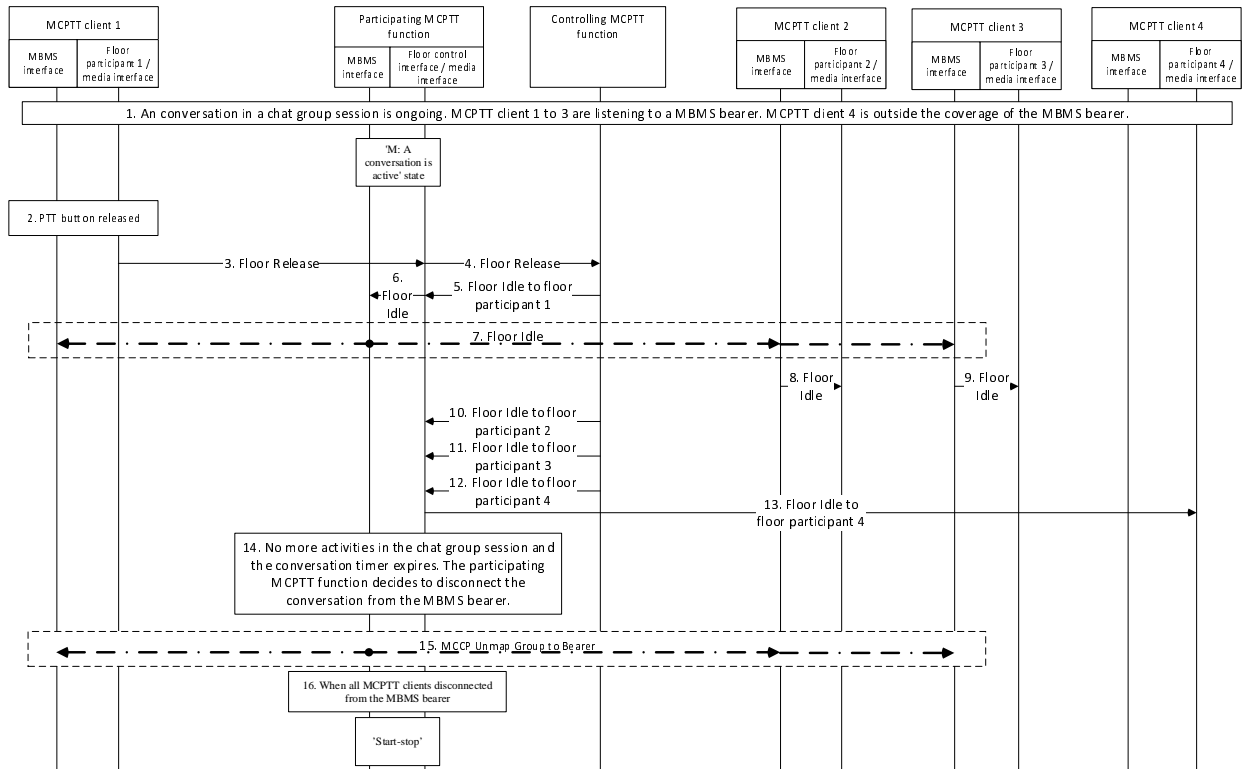 MCPTT client 1
MBMS
interface
Floor
participant 1 /
media interface
Participating MCPTT
function
MBMS
interface
Floor control
interface / media
interface
Controlling MCPTT
function
MCPTT client 2
MBMS
interface
Floor
participant 2 /
media interface
MCPTT client 3
MBMS
interface
Floor
participant 3 /
media interface
MCPTT client 4
MBMS
interface
Floor
participant 4 /
media interface
1. An conversation in a chat group session is ongoing. MCPTT client 1 to 3 are listening to a MBMS bearer. MCPTT client 4 is outside the coverage of the MBMS bearer.
'M: A
conversation is
active' state
2. PTT button released
3. Floor Release
4. Floor Release
5. Floor Idle to floor
participant 1
6.
Floor
Idle
7. Floor Idle
8. Floor
Idle
9. Floor
Idle
10. Floor Idle to floor
participant 2
11. Floor Idle to floor
participant 3
12. Floor Idle to floor
participant 4
13. Floor Idle to
floor participant 4
14. No more activities in the chat group session and
the conversation timer expires. The participating
MCPTT function decides to disconnect the
conversation from the MBMS bearer.
15. MCCP Unmap Group to Bearer
16. When all MCPTT clients disconnected
from the MBMS bearer
'Start-stop'